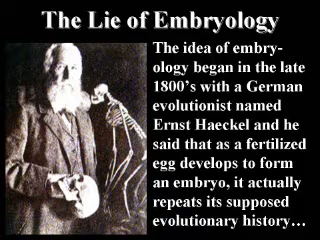 The Lie of Embryology
The idea of embry-
ology began in the late
1800’s with a German
evolutionist named
Ernst Haeckel and he
said that as a fertilized
egg develops to form
an embryo, it actually
repeats its supposed
evolutionary history…